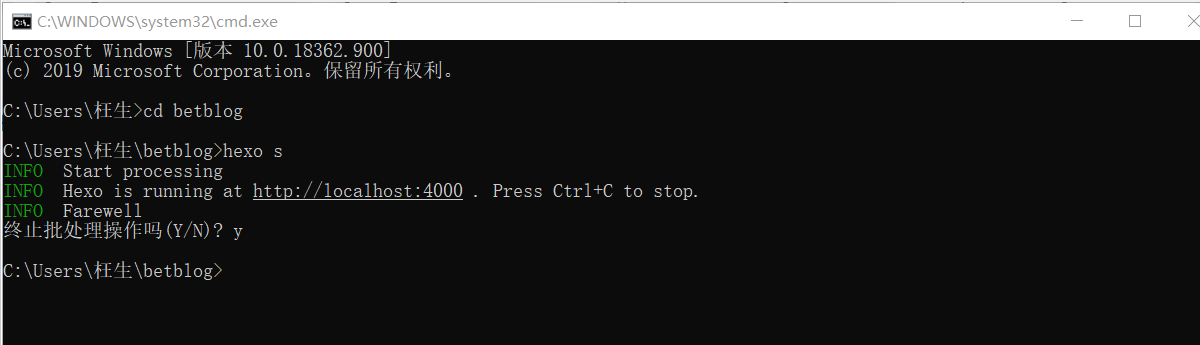 C:\WINDOWS\system32\cmd.exe
Microsoft Windows [版本 10.0.18362.900]
(c) 2019 Microsoft Corporation。保留所有权利。
C:\Users\枉生>cd betblog
C:\Users\枉生\betblog>hexo s
INFO  Start processing
INFO  Hexo is running at http://localhost:4000 . Press Ctrl+C to stop.
INFO  Farewell
终止批处理操作吗(Y/N)? y
C:\Users\枉生\betblog>